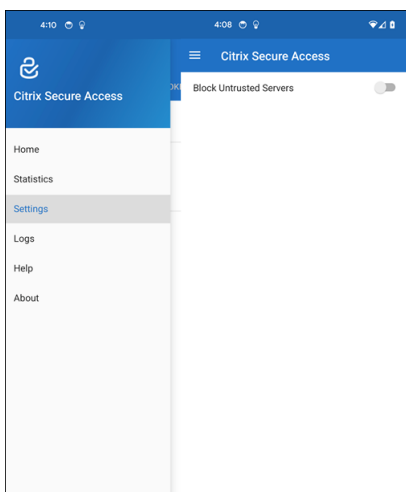 4:10
Citrix Secure Access
Home
Statistics
Settings
Logs
Help
About
4:08
Citrix Secure Access
Block Untrusted Servers